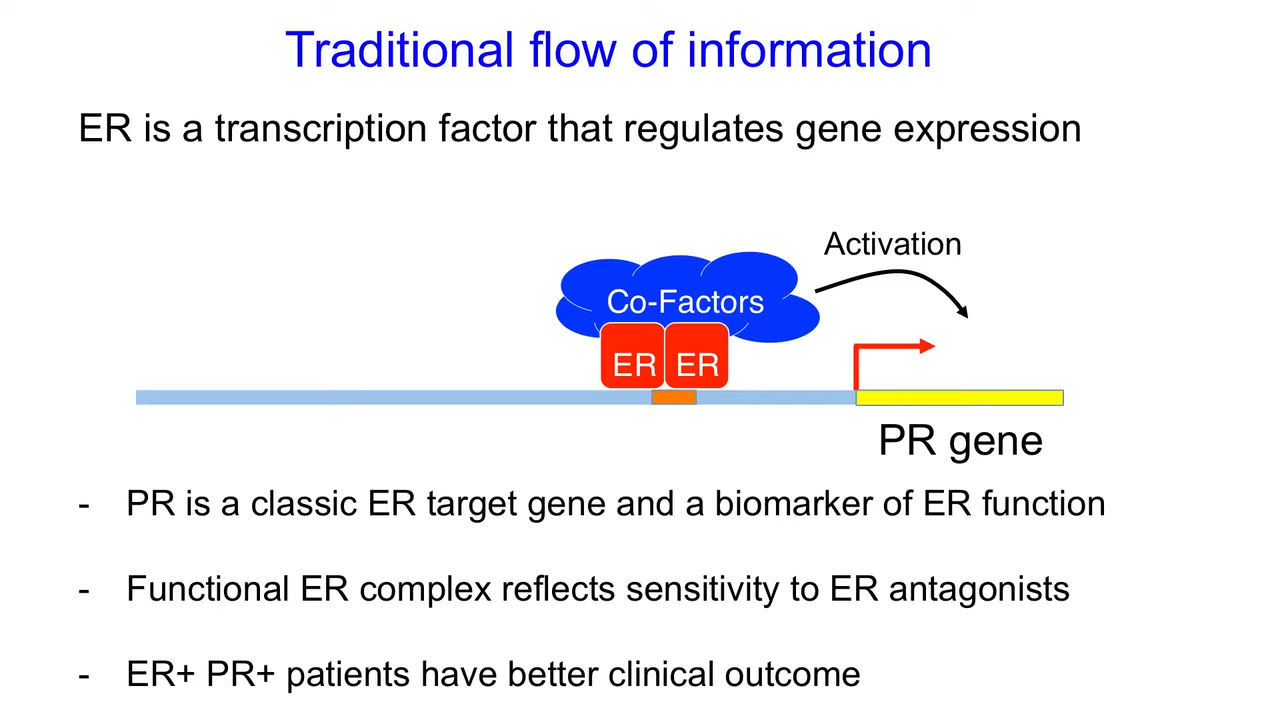 Traditional flow of information
ER is a transcription factor that regulates gene expression
Activation
Co-Factors
ER ER
PR gene
- PR is a classic ER target gene and a biomarker of ER function
- Functional ER complex reflects sensitivity to ER antagonists
- ER+ PR+ patients have better clinical outcome